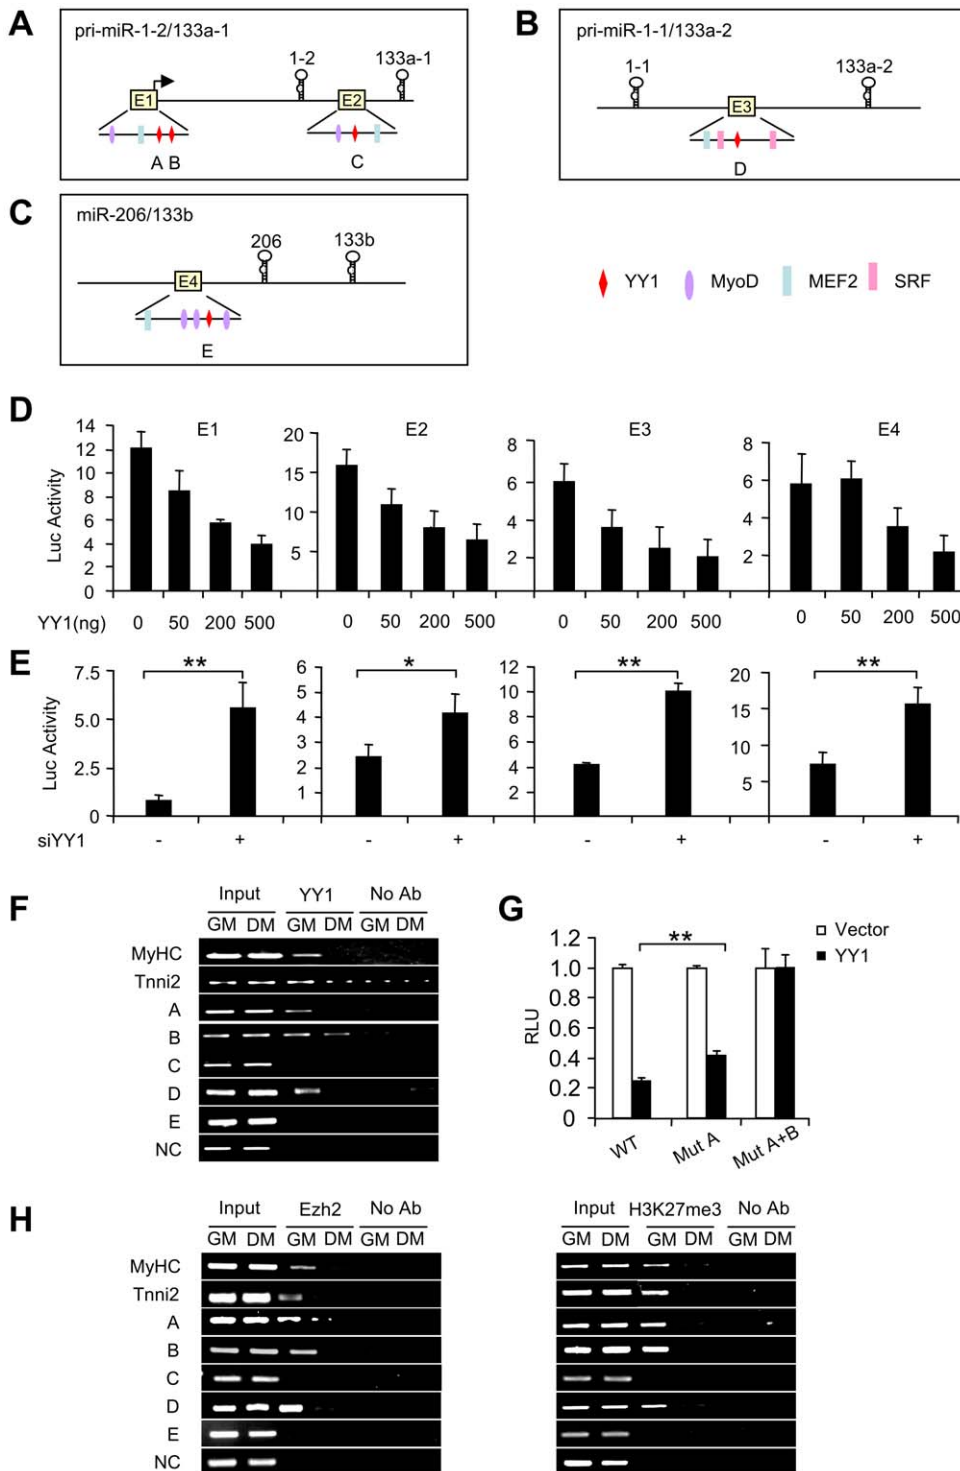 A
pri-miR-1-2/133a-1
1-2
133a-1
E1
E2
A B
C
B
pri-miR-1-1/133a-2
1-1
133a-2
E3
D
C
miR-206/133b
206
133b
E4
E
YY1
MyoD
MEF2
SRF
D
Luc Activity
14
12
10
8
6
4
2
0
E1
20
15
10
5
E2
8
6
4
2
E3
8
6
4
2
E4
YY1(ng)
0 50 200 500
0 50 200 500
0 50 200 500
0 50 200 500
E
Luc Activity
7.5
5.0
2.5
0
**
6
5
4
3
2
1
*
12
10
8
6
4
2
**
20
15
10
5
**
siYY1
- +
- +
- +
- +
F
Input YY1 No Ab
GM DM GM DM GM DM
MyHC
Tnni2
A
B
C
D
E
NC
G
Vector
YY1
RLU
1.2
1.0
0.8
0.6
0.4
0.2
0
**
WT
Mut A
Mut A+B
H
Input Ezh2 No Ab
GM DM GM DM GM DM
MyHC
Tnni2
A
B
C
D
E
NC
Input H3K27me3 No Ab
GM DM GM DM GM DM